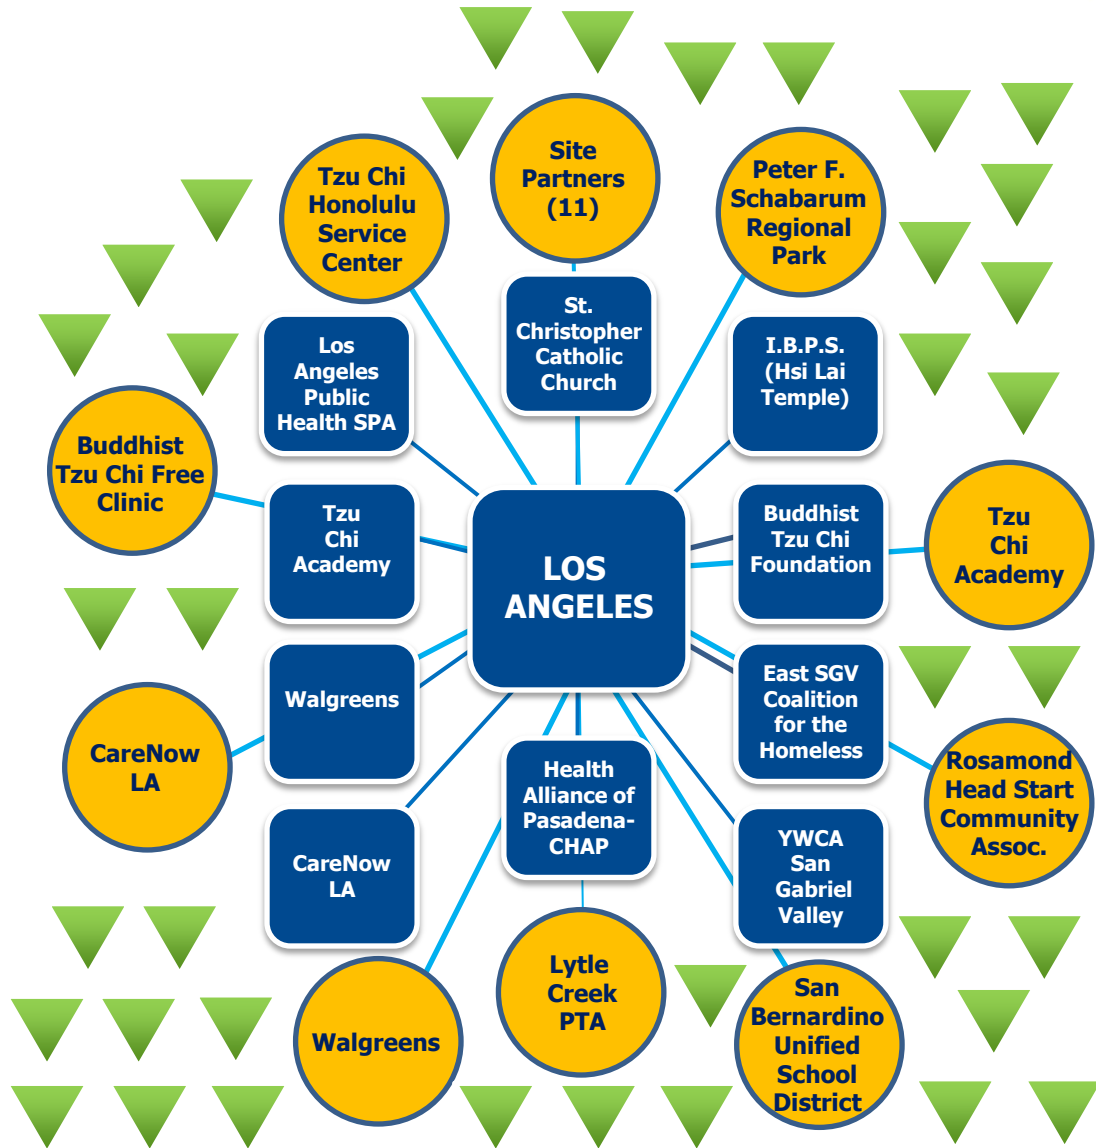 Site
Partners
(11)
Tzu Chi
Honolulu
Service
Center
Peter F.
Schabarum
Regional
Park
St.
Christopher
Catholic
Church
Los
Angeles
Public
Health SPA
I.B.P.S.
(Hsi Lai
Temple)
Buddhist
Tzu Chi Free
Clinic
Tzu
Chi
Academy
Buddhist
Tzu Chi
Foundation
Tzu
Chi
Academy
LOS
ANGELES
Walgreens
East SGV
Coalition
for the
Homeless
CareNow
LA
Rosamond
Head Start
Community
Assoc.
Health
Alliance of
Pasadena-
CHAP
CareNow
LA
YWCA
San
Gabriel
Valley
Walgreens
Lytle
Creek
PTA
San
Bernardino
Unified
School
District